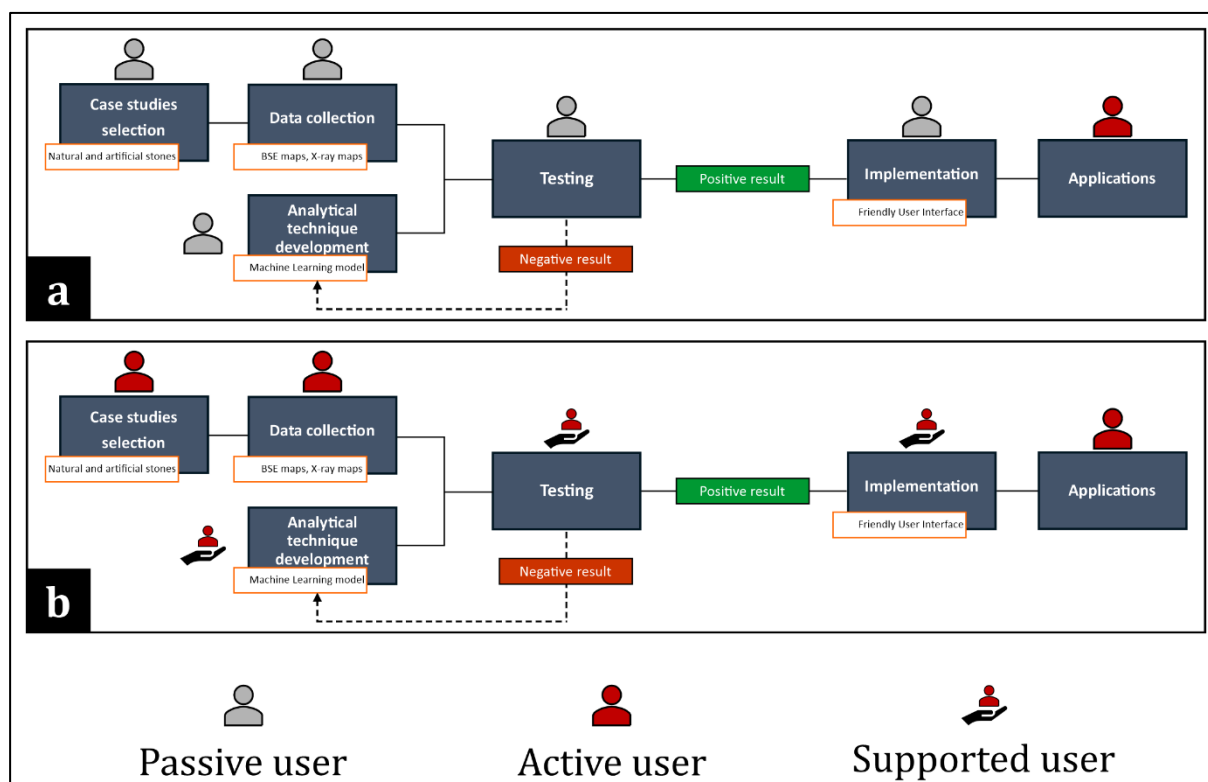 Case studies
selection
Natural and artificial stones
Data collection
BSE maps, X-ray maps
Analytical
technique
development
Machine Learning model
Testing
Positive result
Negative result
Implementation
Friendly User Interface
Applications
a
Case studies
selection
Natural and artificial stones
Data collection
BSE maps, X-ray maps
Analytical
technique
development
Machine Learning model
Testing
Positive result
Negative result
Implementation
Friendly User Interface
Applications
b
Passive user
Active user
Supported user